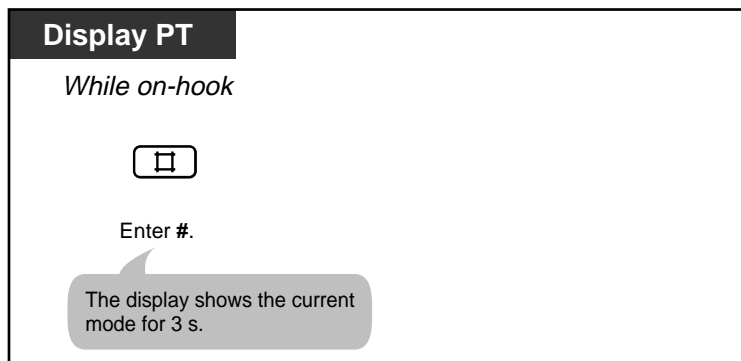 Display PT
While on-hook
#
Enter #.
The display shows the current
mode for 3 s.